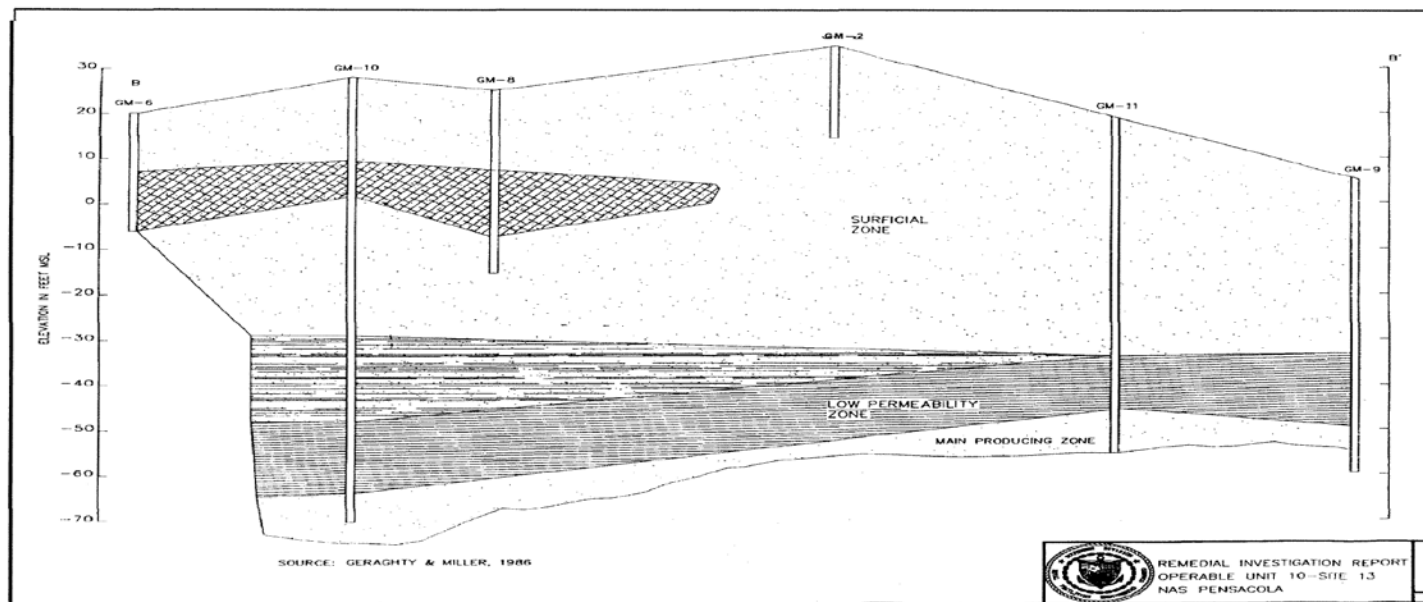 GM-2
GM-10
B
B'
30
GM-8
GM-6
20
GM-11
10
GM-9
0
SURFICIAL
ZONE
-10
-20
ELEVATION IN FEET MSL
-30
-40
LOW PERMEABILITY
ZONE
-50
MAIN PRODUCING ZONE
-60
-70
SOURCE: GERAGHTY & MILLER, 1986
REMEDIAL INVESTIGATION REPORT
OPERABLE UNIT 10-SITE 13
NAS PENSACOLA